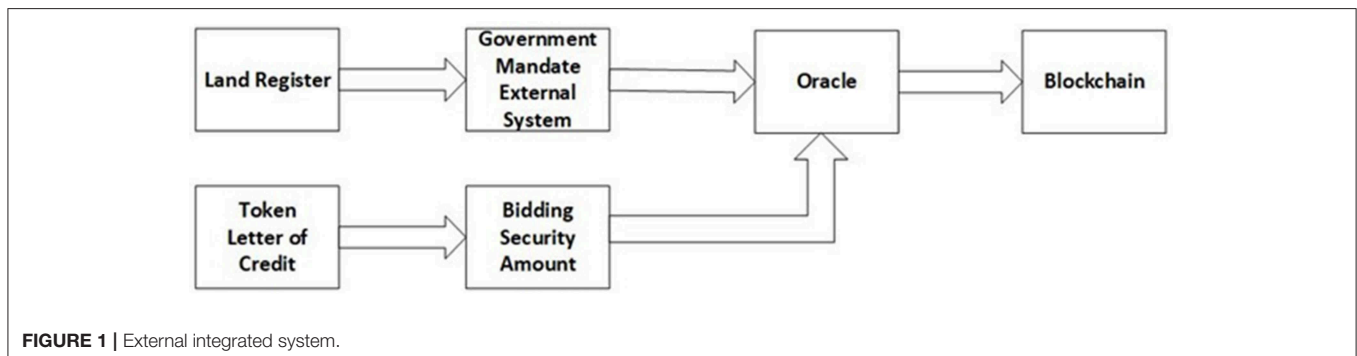 Land Register
Government
Mandate
External
System
Oracle
Blockchain
Token
Letter of
Credit
Bidding
Security
Amount
FIGURE 1 | External integrated system.